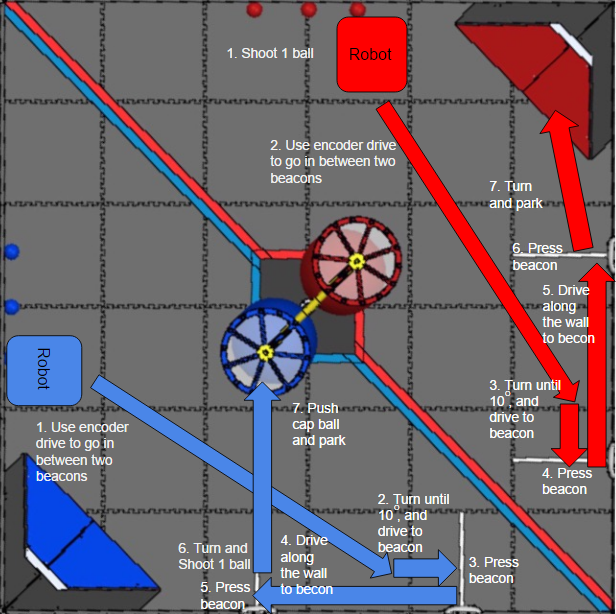 1. Shoot 1 ball
Robot
2. Use encoder drive
to go in between two
beacons
7. Turn
and park
6. Press
beacon
5. Drive
along
the wall
to becon
3. Turn until
10°, and
drive to
beacon
4. Press
beacon
Robot
1. Use encoder
drive to go in
between two
beacons
7. Push
cap ball
and park
2. Turn until
10°, and
drive to
beacon
3. Press
beacon
4. Drive
along
the wall
to becon
6. Turn and
Shoot 1 ball
5. Press
beacon